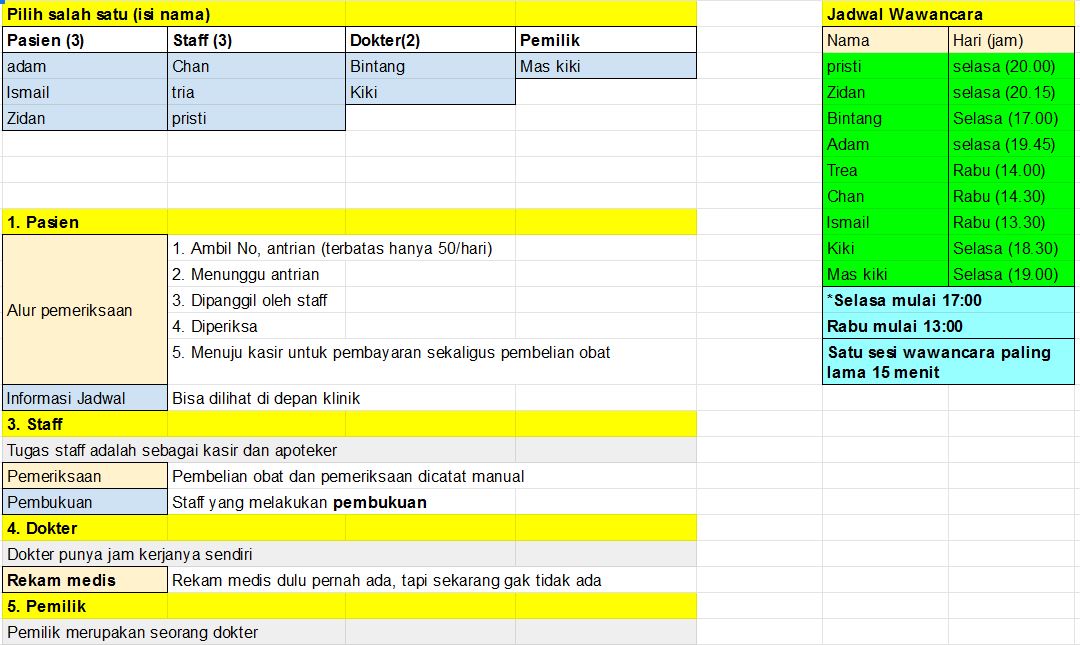 Pilih salah satu (isi nama)
Pasien (3) Staff (3) Dokter(2) Pemilik
adam Chan Bintang Mas kiki
Ismail tria Kiki
Zidan pristi
1. Pasien
Alur pemeriksaan
1. Ambil No, antrian (terbatas hanya 50/hari)
2. Menunggu antrian
3. Dipanggil oleh staff
4. Diperiksa
5. Menuju kasir untuk pembayaran sekaligus pembelian obat
Informasi Jadwal Bisa dilihat di depan klinik
3. Staff
Tugas staff adalah sebagai kasir dan apoteker
Pemeriksaan Pembelian obat dan pemeriksaan dicatat manual
Pembukuan Staff yang melakukan pembukuan
4. Dokter
Dokter punya jam kerjanya sendiri
Rekam medis Rekam medis dulu pernah ada, tapi sekarang gak tidak ada
5. Pemilik
Pemilik merupakan seorang dokter
Jadwal Wawancara
Nama Hari (jam)
pristi selasa (20.00)
Zidan selasa (20.15)
Bintang Selasa (17.00)
Adam selasa (19.45)
Trea Rabu (14.00)
Chan Rabu (14.30)
Ismail Rabu (13.30)
Kiki Selasa (18.30)
Mas kiki Selasa (19.00)
*Selasa mulai 17:00
Rabu mulai 13:00
Satu sesi wawancara paling
lama 15 menit